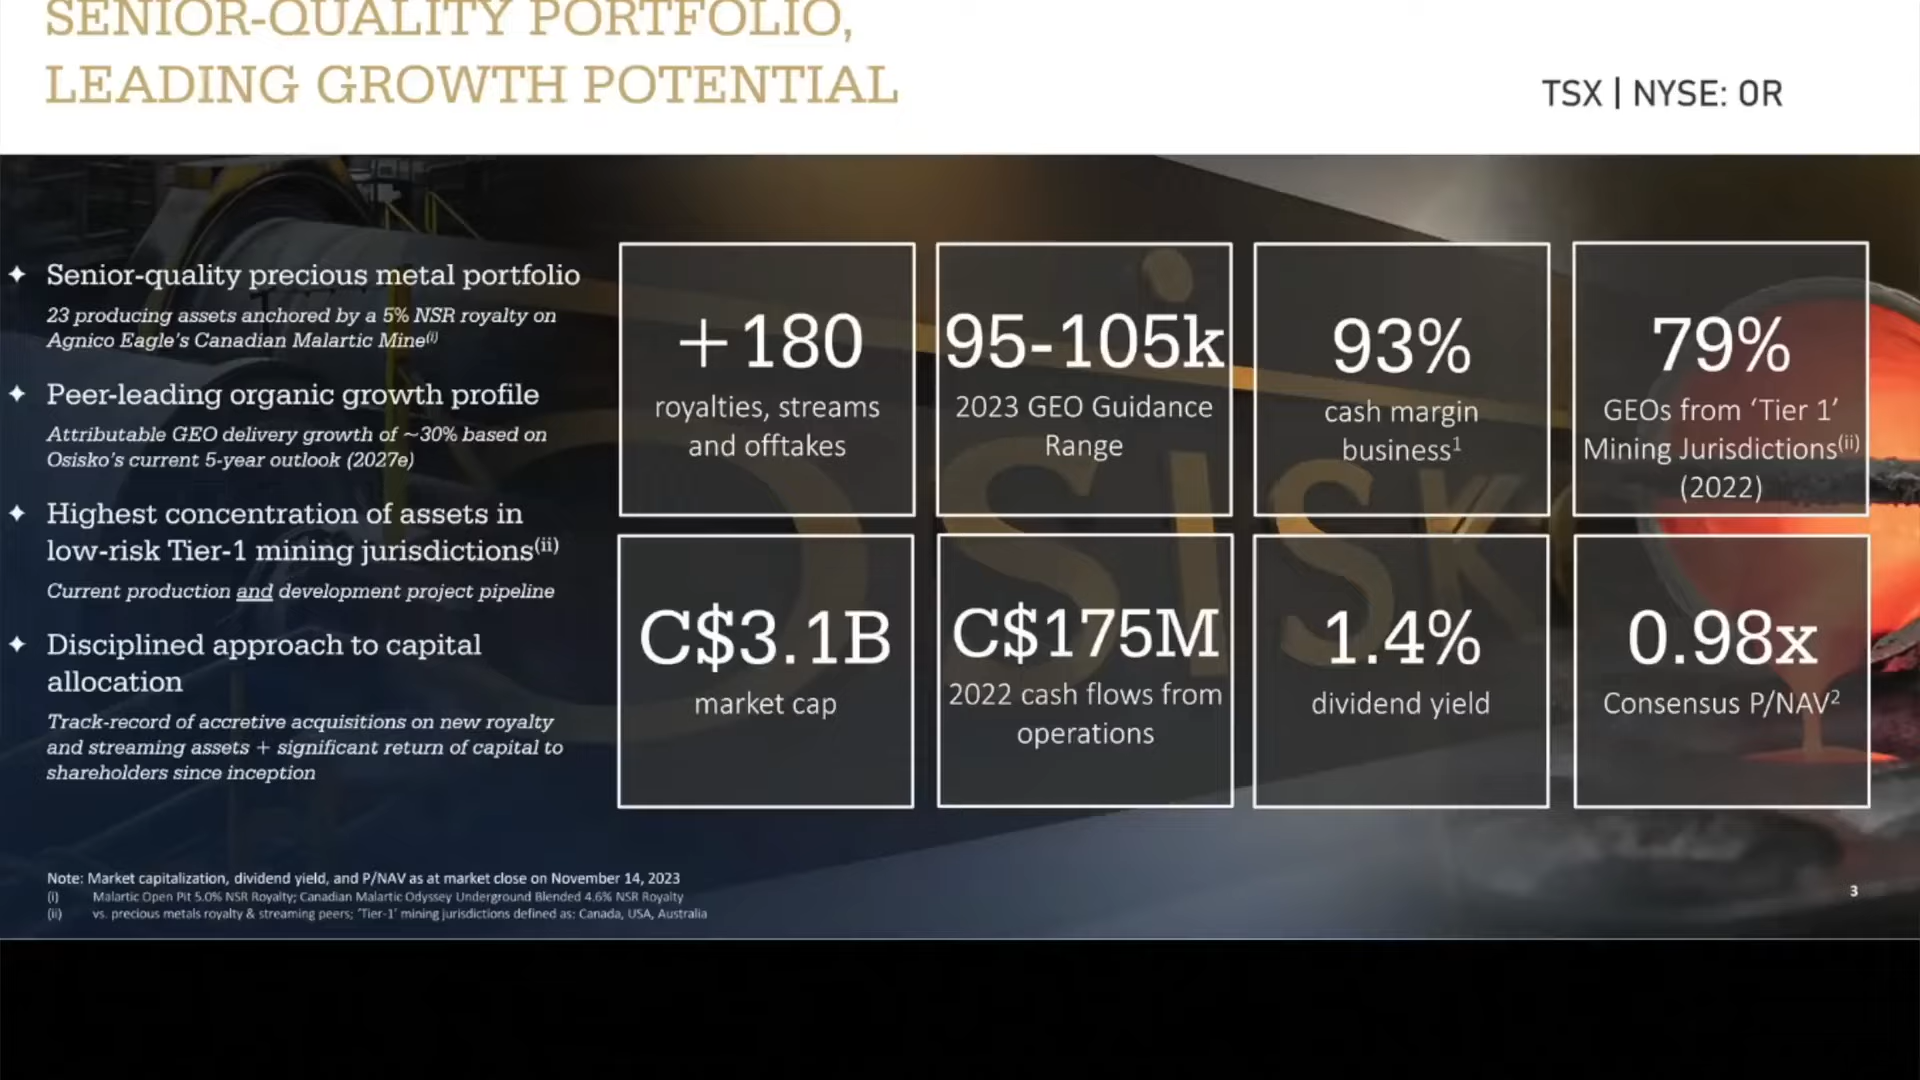 SENIOR-QUALITY PORTFOLIO,
LEADING GROWTH POTENTIAL
TSX | NYSE: OR
✦ Senior-quality precious metal portfolio
23 producing assets anchored by a 5% NSR royalty on
Agnico Eagle's Canadian Malartic Mine(i)
✦ Peer-leading organic growth profile
Attributable GEO delivery growth of ~30% based on
Osisko's current 5-year outlook (2027e)
✦ Highest concentration of assets in
low-risk Tier-1 mining jurisdictions(ii)
Current production and development project pipeline
✦ Disciplined approach to capital
allocation
Track-record of accretive acquisitions on new royalty
and streaming assets + significant return of capital to
shareholders since inception
+180
royalties, streams
and offtakes
95-105k
2023 GEO Guidance
Range
93%
cash margin
business1
79%
GEOs from ‘Tier 1’
Mining Jurisdictions(ii)
(2022)
C$3.1B
market cap
C$175M
2022 cash flows from
operations
1.4%
dividend yield
0.98x
Consensus P/NAV2
OSISK
Note: Market capitalization, dividend yield, and P/NAV as at market close on November 14, 2023
(i) Malartic Open Pit 5.0% NSR Royalty; Canadian Malartic Odyssey Underground Blended 4.6% NSR Royalty
(ii) vs. precious metals royalty & streaming peers; ‘Tier-1’ mining jurisdictions defined as: Canada, USA, Australia
3